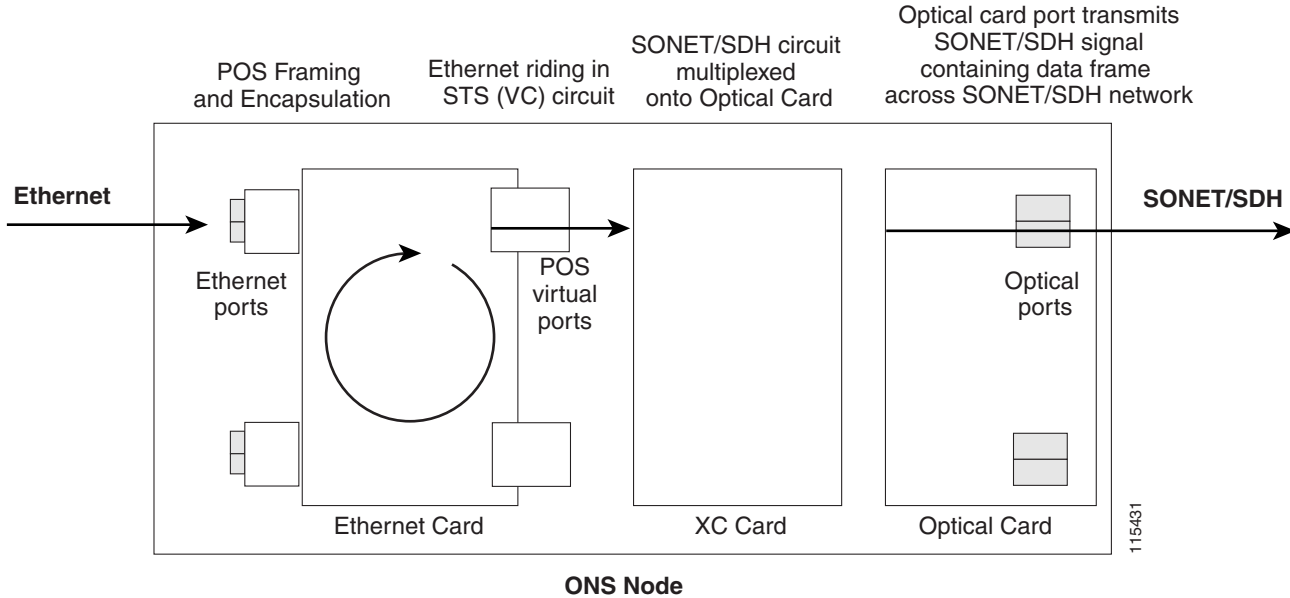 POS Framing
and Encapsulation
Ethernet riding in
STS (VC) circuit
SONET/SDH circuit
multiplexed
onto Optical Card
Optical card port transmits
SONET/SDH signal
containing data frame
across SONET/SDH network
Ethernet
SONET/SDH
Ethernet
ports
POS
virtual
ports
Optical
ports
Ethernet Card
XC Card
Optical Card
115431
ONS Node